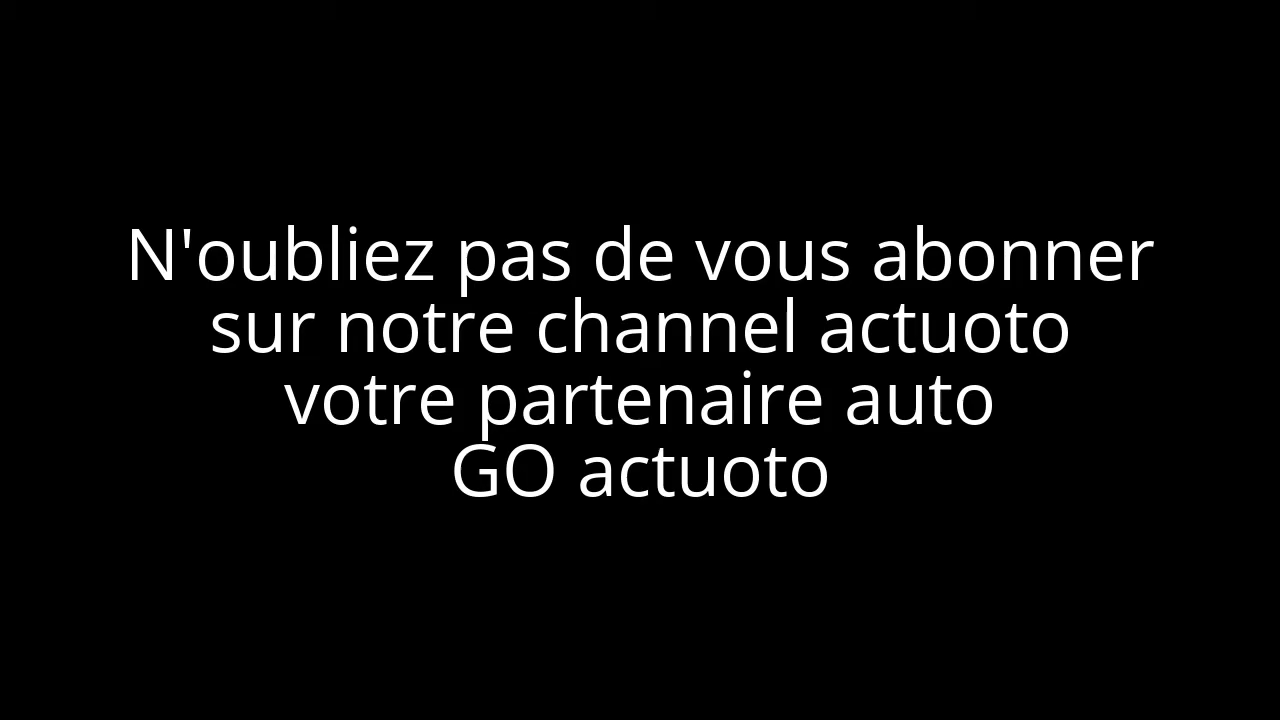 N'oubliez pas de vous abonner
sur notre channel actuoto
votre partenaire auto
GO actuoto